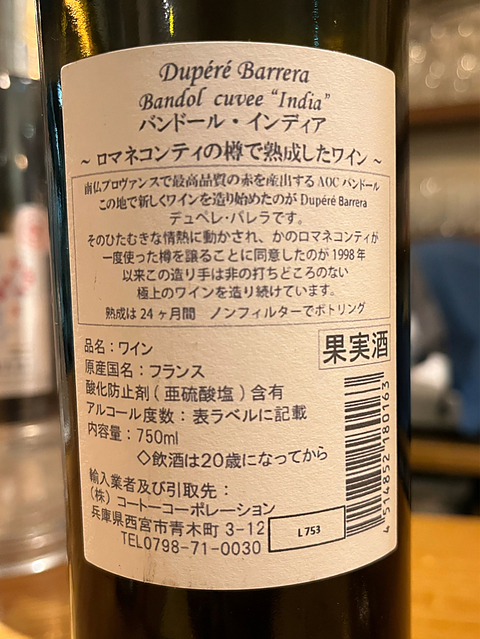 Dupéré Barrera
Bandol cuvee "India"
バンドール・インディア
~ ロマネコンティの樽で熟成したワイン ~
南仏プロヴァンスで最高品質の赤を産出する AOC バンドール
この地で新しくワインを造り始めたのが Dupéré Barrera
デュペレ・バレラです。
そのひたむきな情熱に動かされ、かのロマネコンティが
一度使った樽を譲ることに同意したのが 1998 年
以来この造り手は非の打ちどころのない
極上のワインを造り続けています。
熟成は 24 ヶ月間 ノンフィルターでボトリング
品名：ワイン
果実酒
原産国名：フランス
酸化防止剤 ( 亜硫酸塩 ) 含有
アルコール度数：表ラベルに記載
内容量：750ml
◇飲酒は20歳になってから
輸入業者及び引取先：
(株) コートーコーポレーション
兵庫県西宮市青木町 3-12
TEL0798-71-0030
L753
4 514852 180163